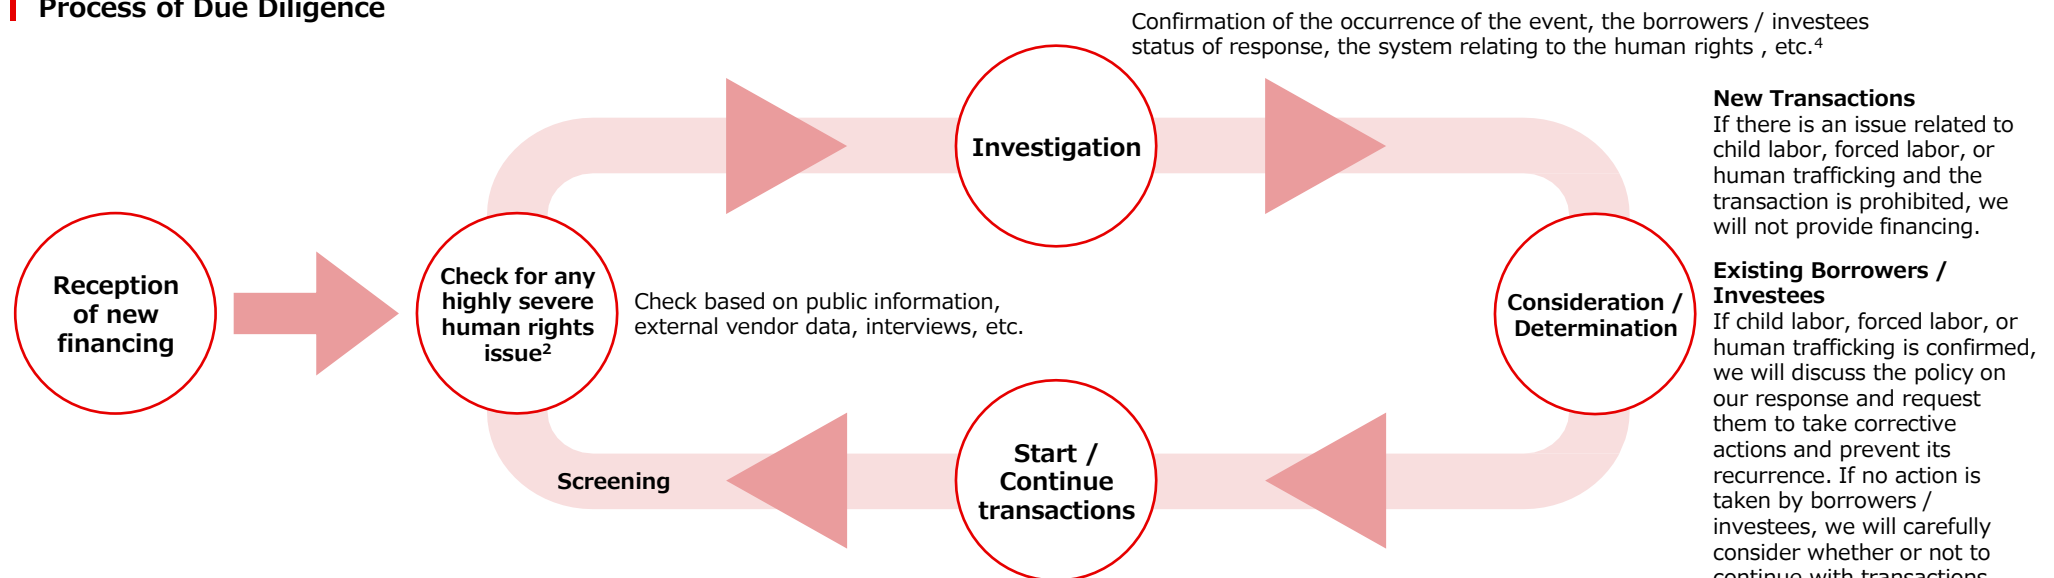 Process of Due Diligence
Confirmation of the occurrence of the event, the borrowers / investees
status of response, the system relating to the human rights , etc.⁴
Reception
of new
financing
Check for any
highly severe
human rights
issue²
Check based on public information,
external vendor data, interviews, etc.
Investigation
Consideration /
Determination
Start /
Continue
transactions
Screening
New Transactions
If there is an issue related to
child labor, forced labor, or
human trafficking and the
transaction is prohibited, we
will not provide financing.
Existing Borrowers /
Investees
If child labor, forced labor, or
human trafficking is confirmed,
we will discuss the policy on
our response and request
them to take corrective
actions and prevent its
recurrence. If no action is
taken by borrowers /
investees, we will carefully
consider whether or not to
continue with transactions